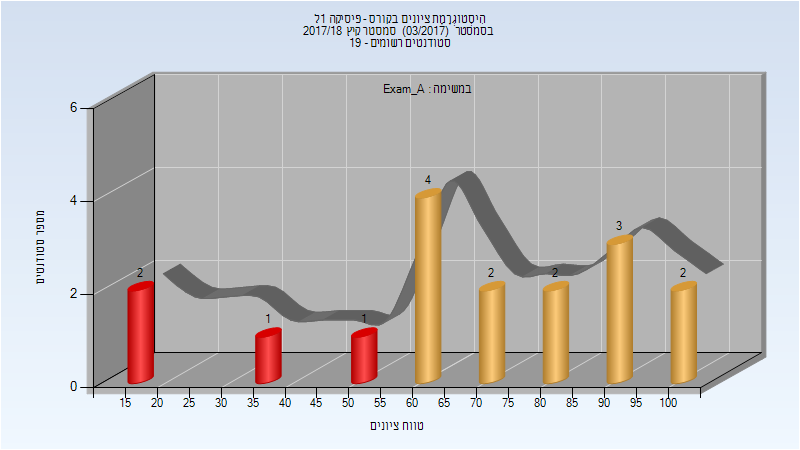 היסטוגרמת ציונים בקורס - פיסיקה 1ל
בסמסטר (03/2017) סמסטר קיץ 2017/18
סטודנטים רשומים - 19
במשימה : Exam_A
מספר סטודנטים
6
4
2
0
2
1
1
4
2
2
3
2
15 20 25 30 35 40 45 50 55 60 65 70 75 80 85 90 95 100
טווח ציונים